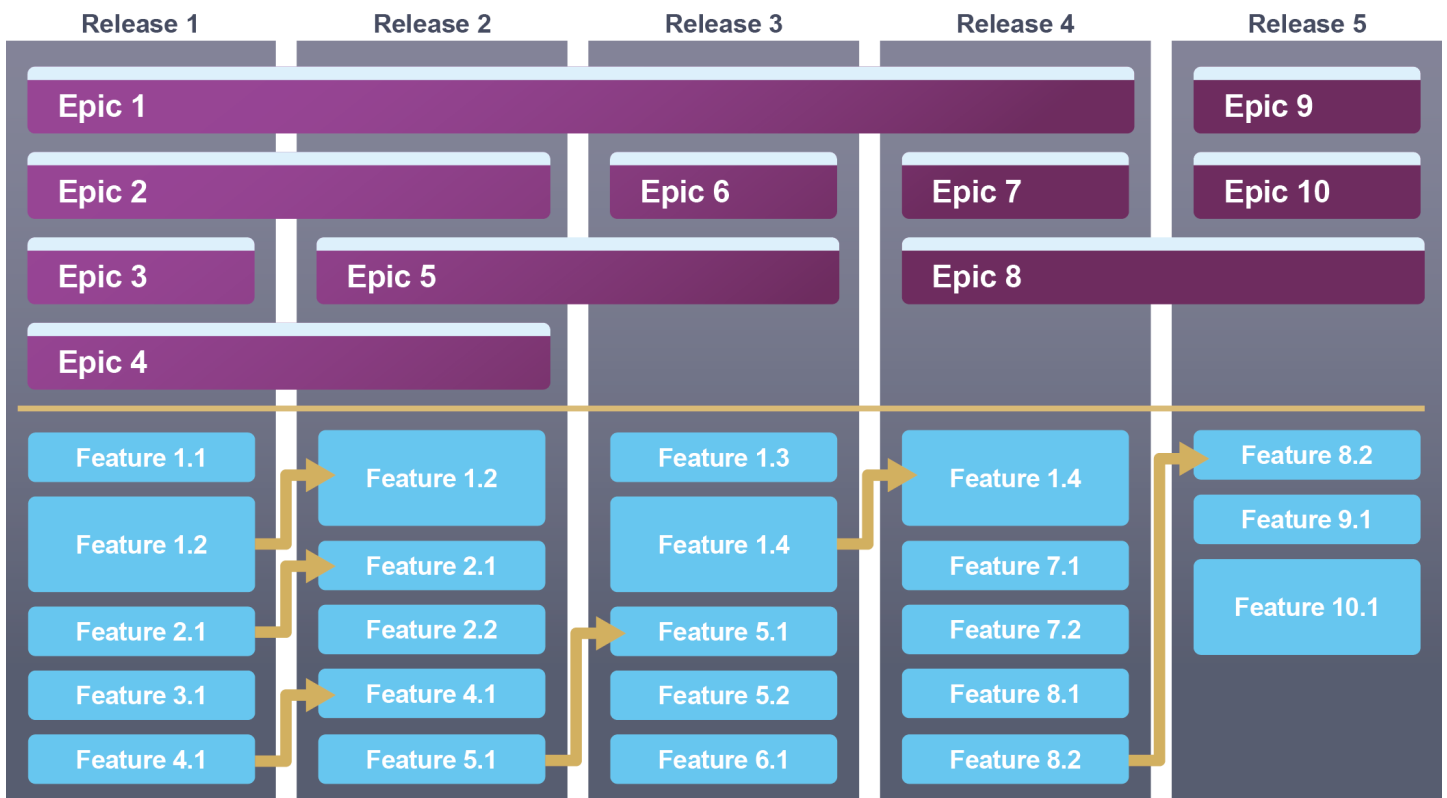 Release 1
Release 2
Release 3
Release 4
Release 5
Epic 1
Epic 9
Epic 2
Epic 6
Epic 7
Epic 10
Epic 3
Epic 5
Epic 8
Epic 4
Feature 1.1
Feature 1.2
Feature 2.1
Feature 3.1
Feature 4.1
Feature 1.2
Feature 2.1
Feature 2.2
Feature 4.1
Feature 5.1
Feature 1.3
Feature 1.4
Feature 5.1
Feature 5.2
Feature 6.1
Feature 1.4
Feature 7.1
Feature 7.2
Feature 8.1
Feature 8.2
Feature 8.2
Feature 9.1
Feature 10.1